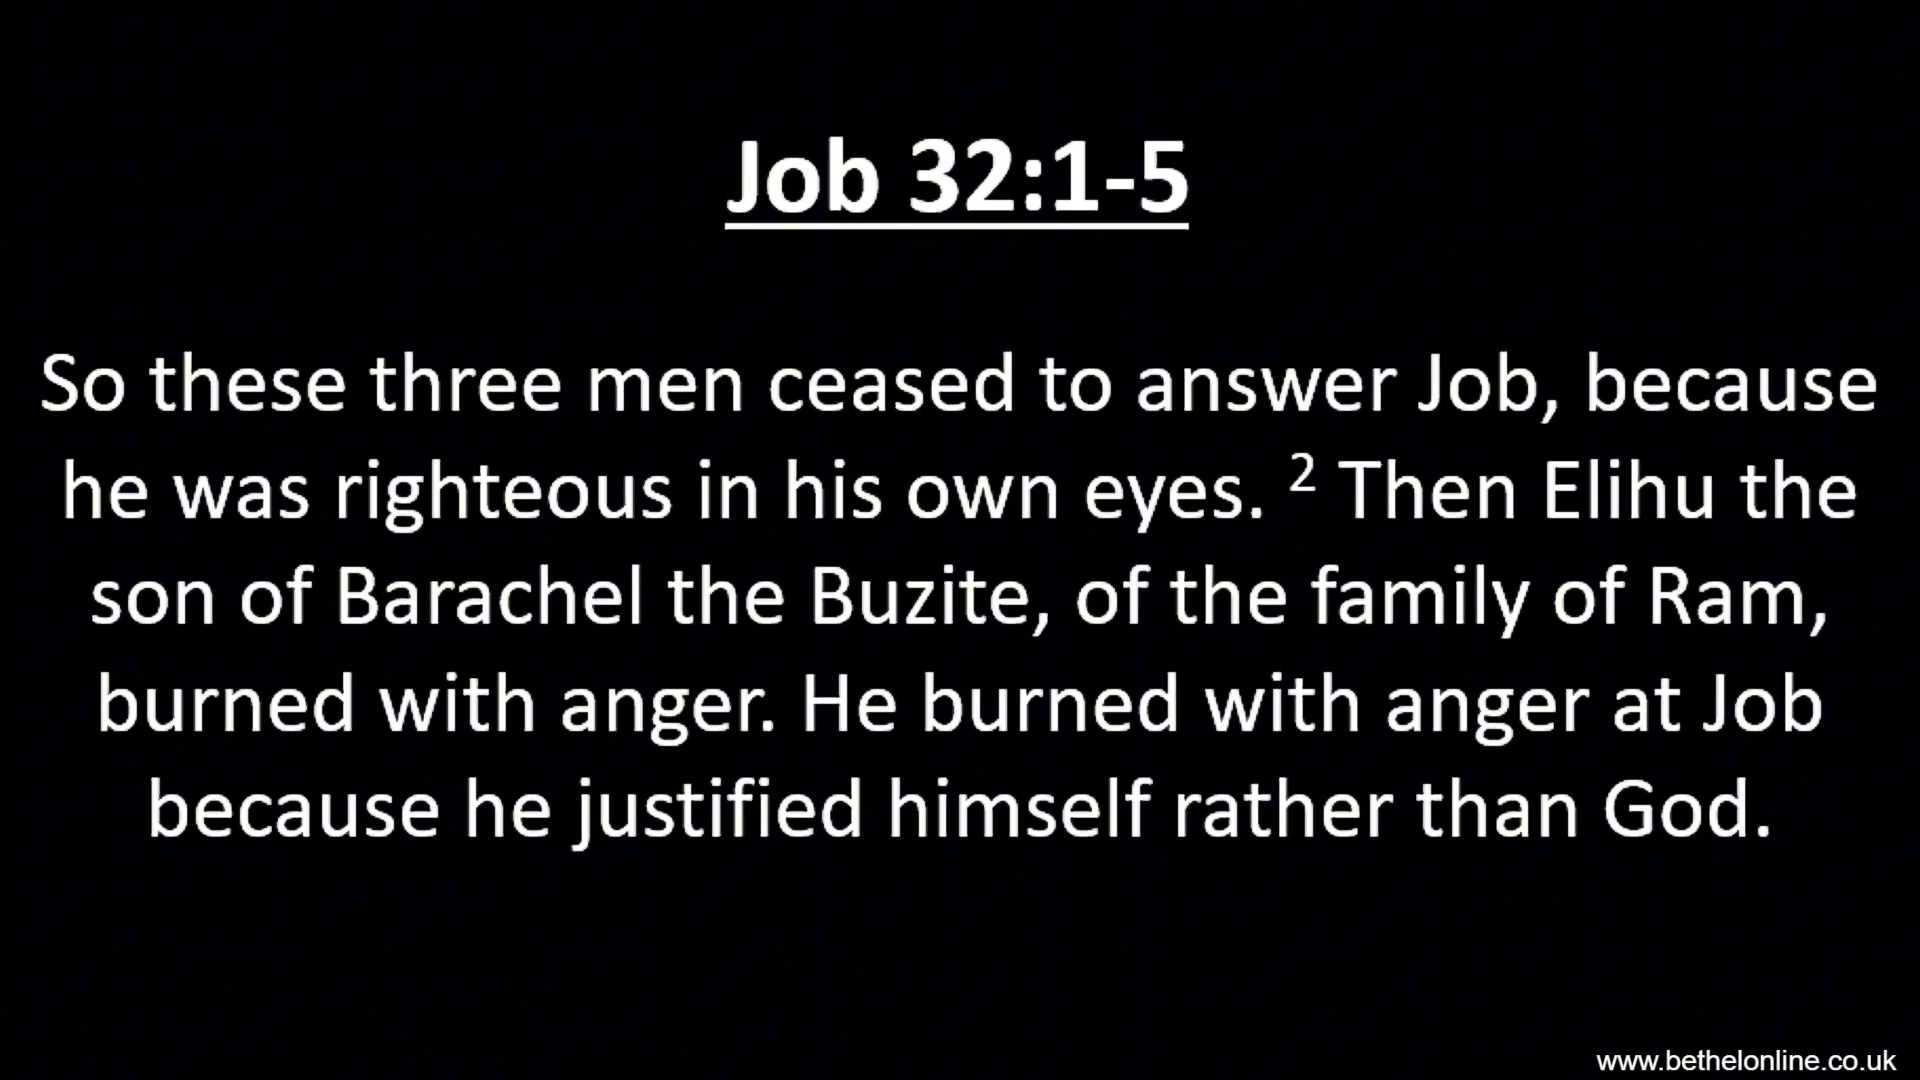 Job 32:1-5
So these three men ceased to answer Job, because
he was righteous in his own eyes. ² Then Elihu the
son of Barachel the Buzite, of the family of Ram,
burned with anger. He burned with anger at Job
because he justified himself rather than God.
www.bethelonline.co.uk